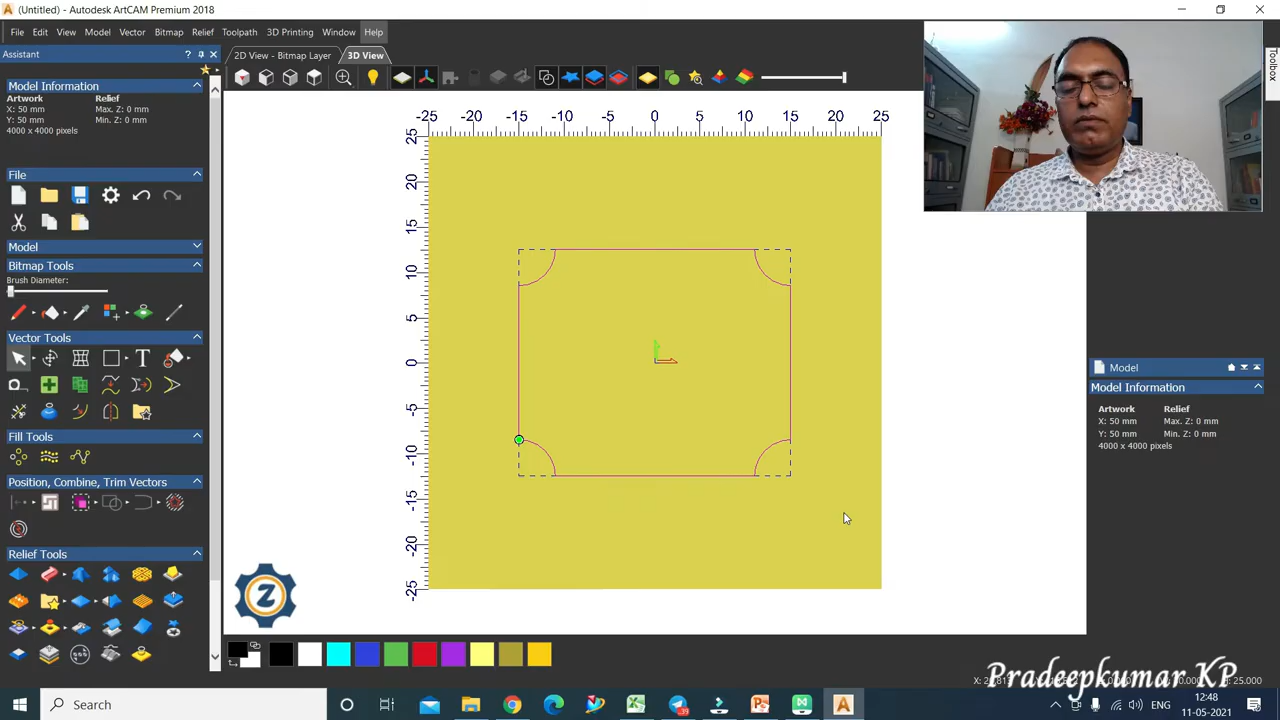 (Untitled) - Autodesk ArtCAM Premium 2018
File Edit View Model Vector Bitmap Relief Toolpath 3D Printing Window Help
Assistant
2D View - Bitmap Layer
3D View
Toolbox
Model Information
Artwork Relief
X: 50 mm Max. Z: 0 mm
Y: 50 mm Min. Z: 0 mm
4000 x 4000 pixels
File
Model
Bitmap Tools
Brush Diameter:
Vector Tools
Fill Tools
Position, Combine, Trim Vectors
Relief Tools
-25 -20 -15 -10 -5 0 5 10 15 20 25
25
20
15
10
5
0
-5
-10
-15
-20
-25
Z
Model
Model Information
Artwork Relief
X: 50 mm Max. Z: 0 mm
Y: 50 mm Min. Z: 0 mm
4000 x 4000 pixels
Pradeepkumar KP
Search
39
ENG
12:48
11-05-2021